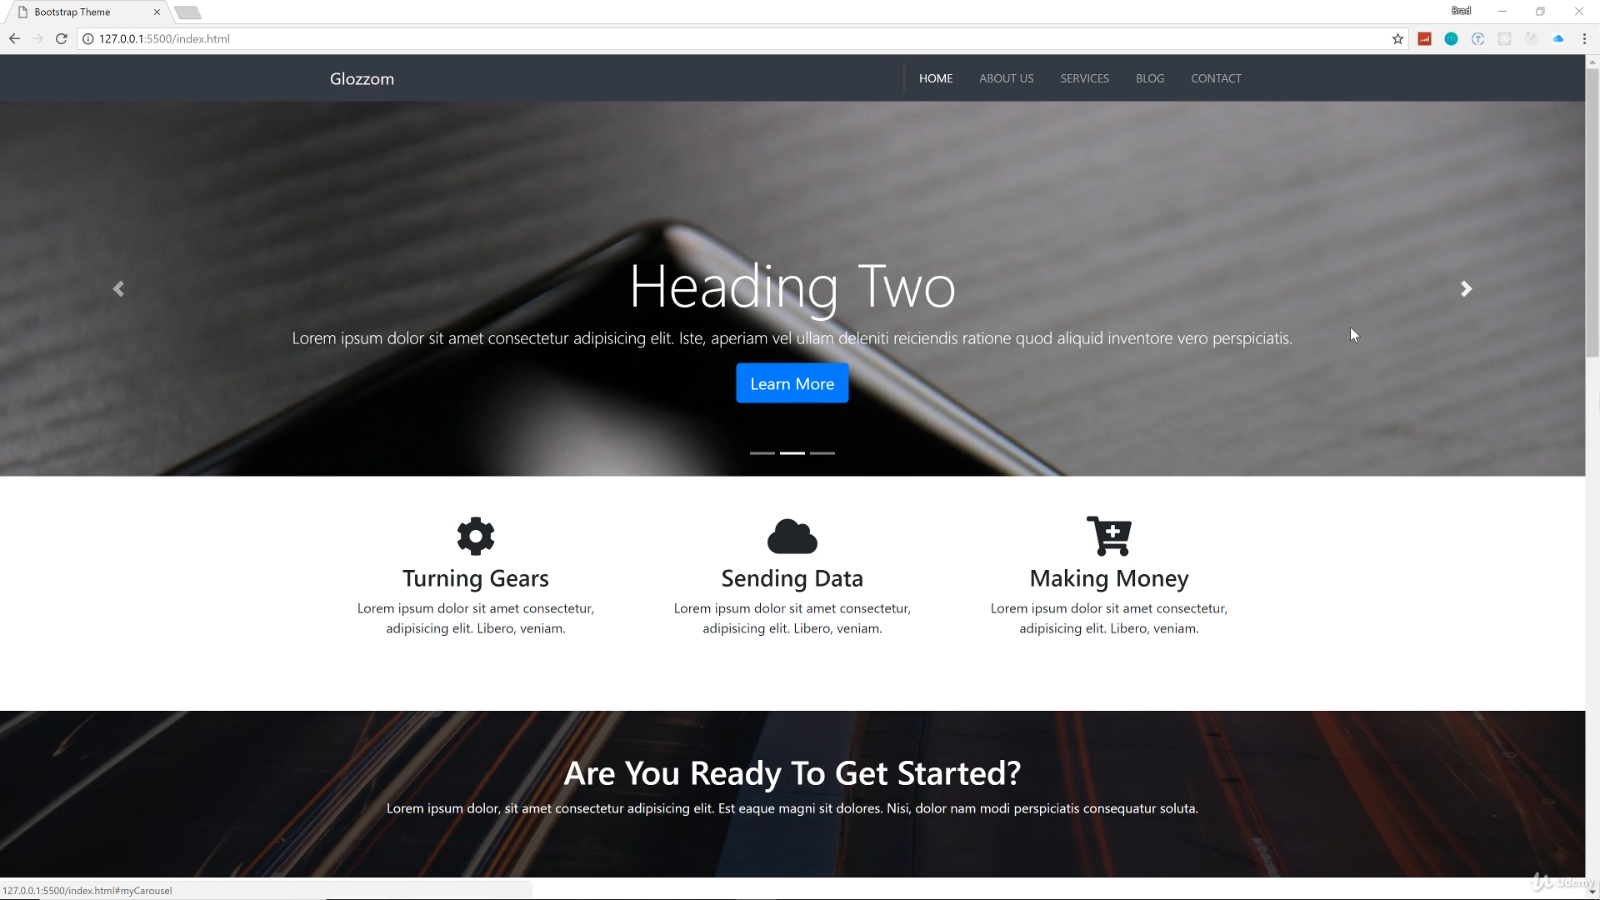 Bootstrap Theme
Brad
127.0.0.1:5500/index.html
Glozzom
HOME
ABOUT US
SERVICES
BLOG
CONTACT
Heading Two
Lorem ipsum dolor sit amet consectetur adipisicing elit. Iste, aperiam vel ullam deleniti reiciendis ratione quod aliquid inventore vero perspiciatis.
Learn More
Turning Gears
Lorem ipsum dolor sit amet consectetur,
adipisicing elit. Libero, veniam.
Sending Data
Lorem ipsum dolor sit amet consectetur,
adipisicing elit. Libero, veniam.
Making Money
Lorem ipsum dolor sit amet consectetur,
adipisicing elit. Libero, veniam.
Are You Ready To Get Started?
Lorem ipsum dolor, sit amet consectetur adipisicing elit. Est eaque magni sit dolores. Nisi, dolor nam modi perspiciatis consequatur soluta.
127.0.0.1:5500/index.html#myCarousel
Udemy